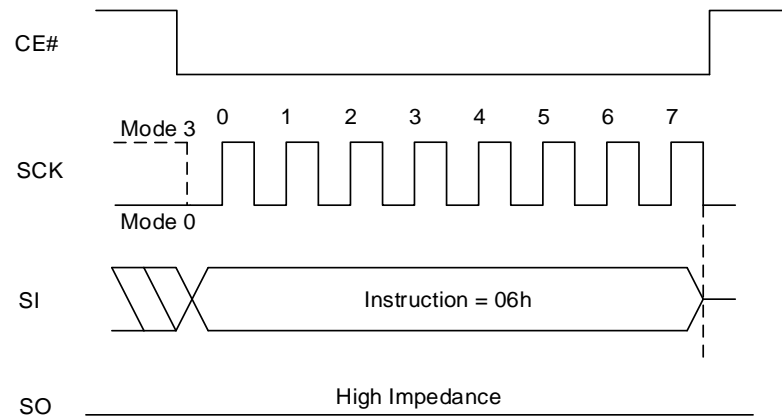 CE#
0 1 2 3 4 5 6 7
Mode 3
SCK
Mode 0
SI
Instruction = 06h
High Impedance
SO